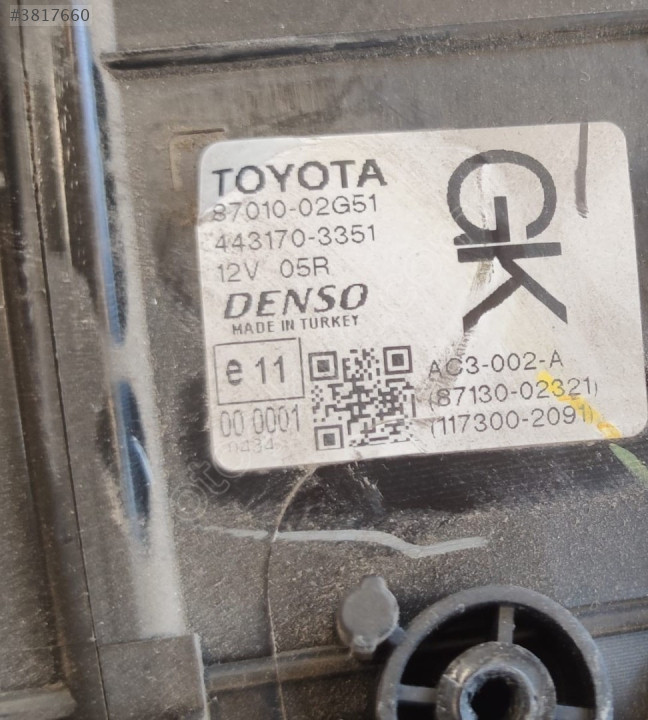 #3817660
TOYOTA
87010-02G51
443170-3351
12V 05R
DENSO
MADE IN TURKEY
e 11
00 0001
0434
GK
AC3-002-A
(87130-02321)
(117300-2091)